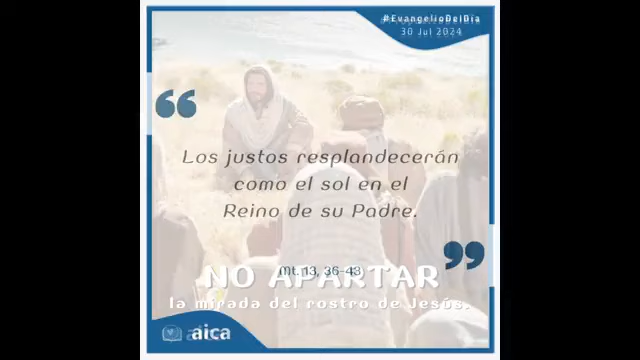 #EvangelioDelDía
30 Jul 2024
“
Los justos resplandecerán
como el sol en el
Reino de su Padre.
”
Mt. 13, 36-43
NO APARTAR
la mirada del rostro de Jesús.
aica